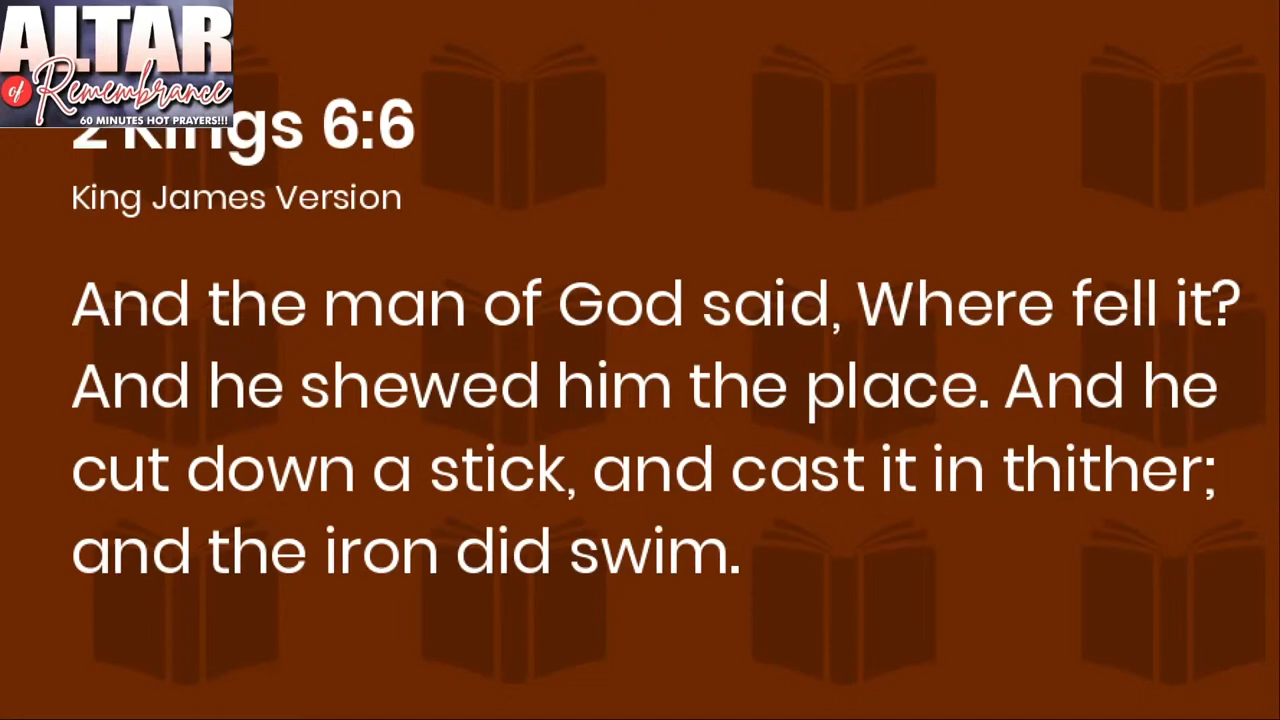 ALTAR
of Remembrance
60 MINUTES HOT PRAYERS!!!
2 Kings 6:6
King James Version
And the man of God said, Where fell it?
And he shewed him the place. And he
cut down a stick, and cast it in thither;
and the iron did swim.